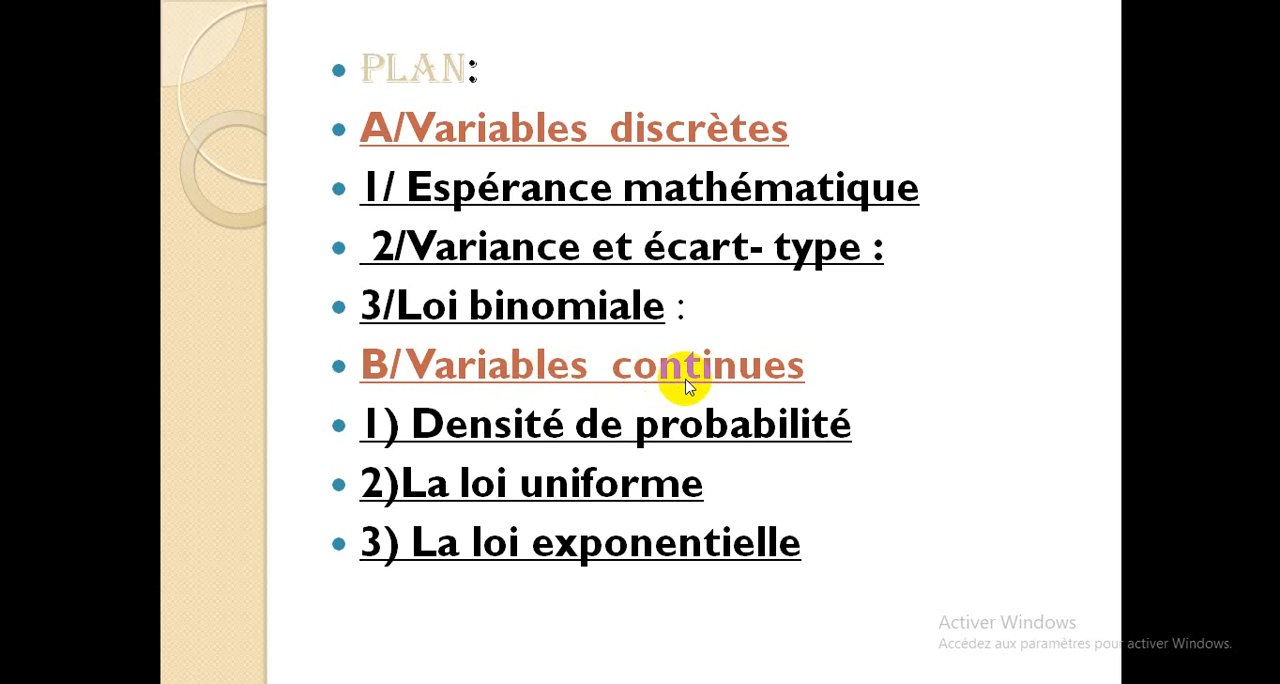 PLAN:
A/Variables discrètes
1/ Espérance mathématique
2/Variance et écart- type :
3/Loi binomiale :
B/Variables continues
1) Densité de probabilité
2)La loi uniforme
3) La loi exponentielle
Activer Windows
Accédez aux paramètres pour activer Windows.